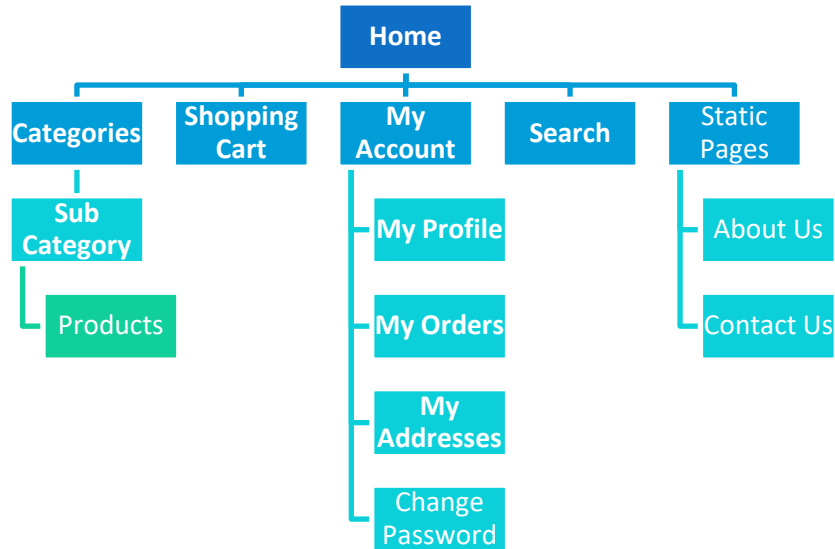 Home
Categories
Shopping
Cart
My
Account
Search
Static
Pages
Sub
Category
Products
My Profile
My Orders
My
Addresses
Change
Password
About Us
Contact Us